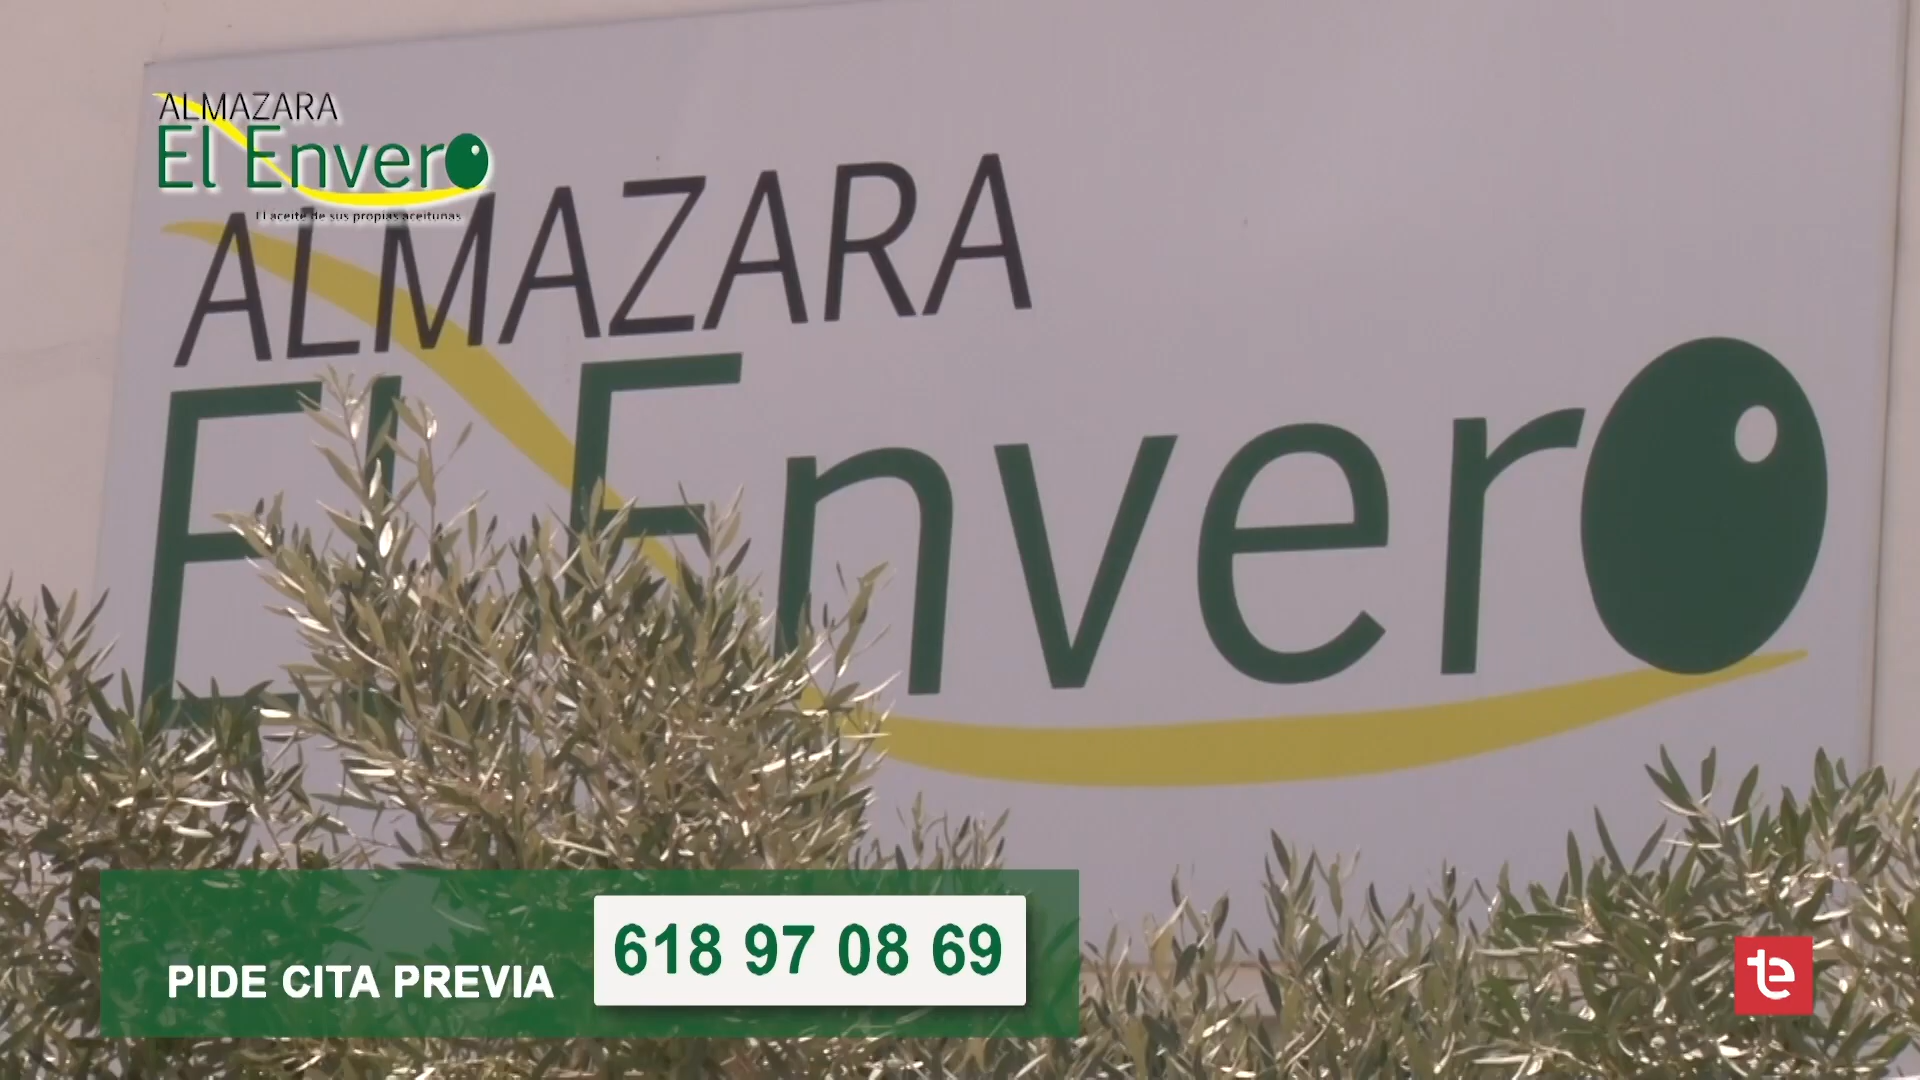 ALMAZARA
El Envero
El aceite de sus propias aceitunas
ALMAZARA
El Envero
PIDE CITA PREVIA
618 97 08 69
te